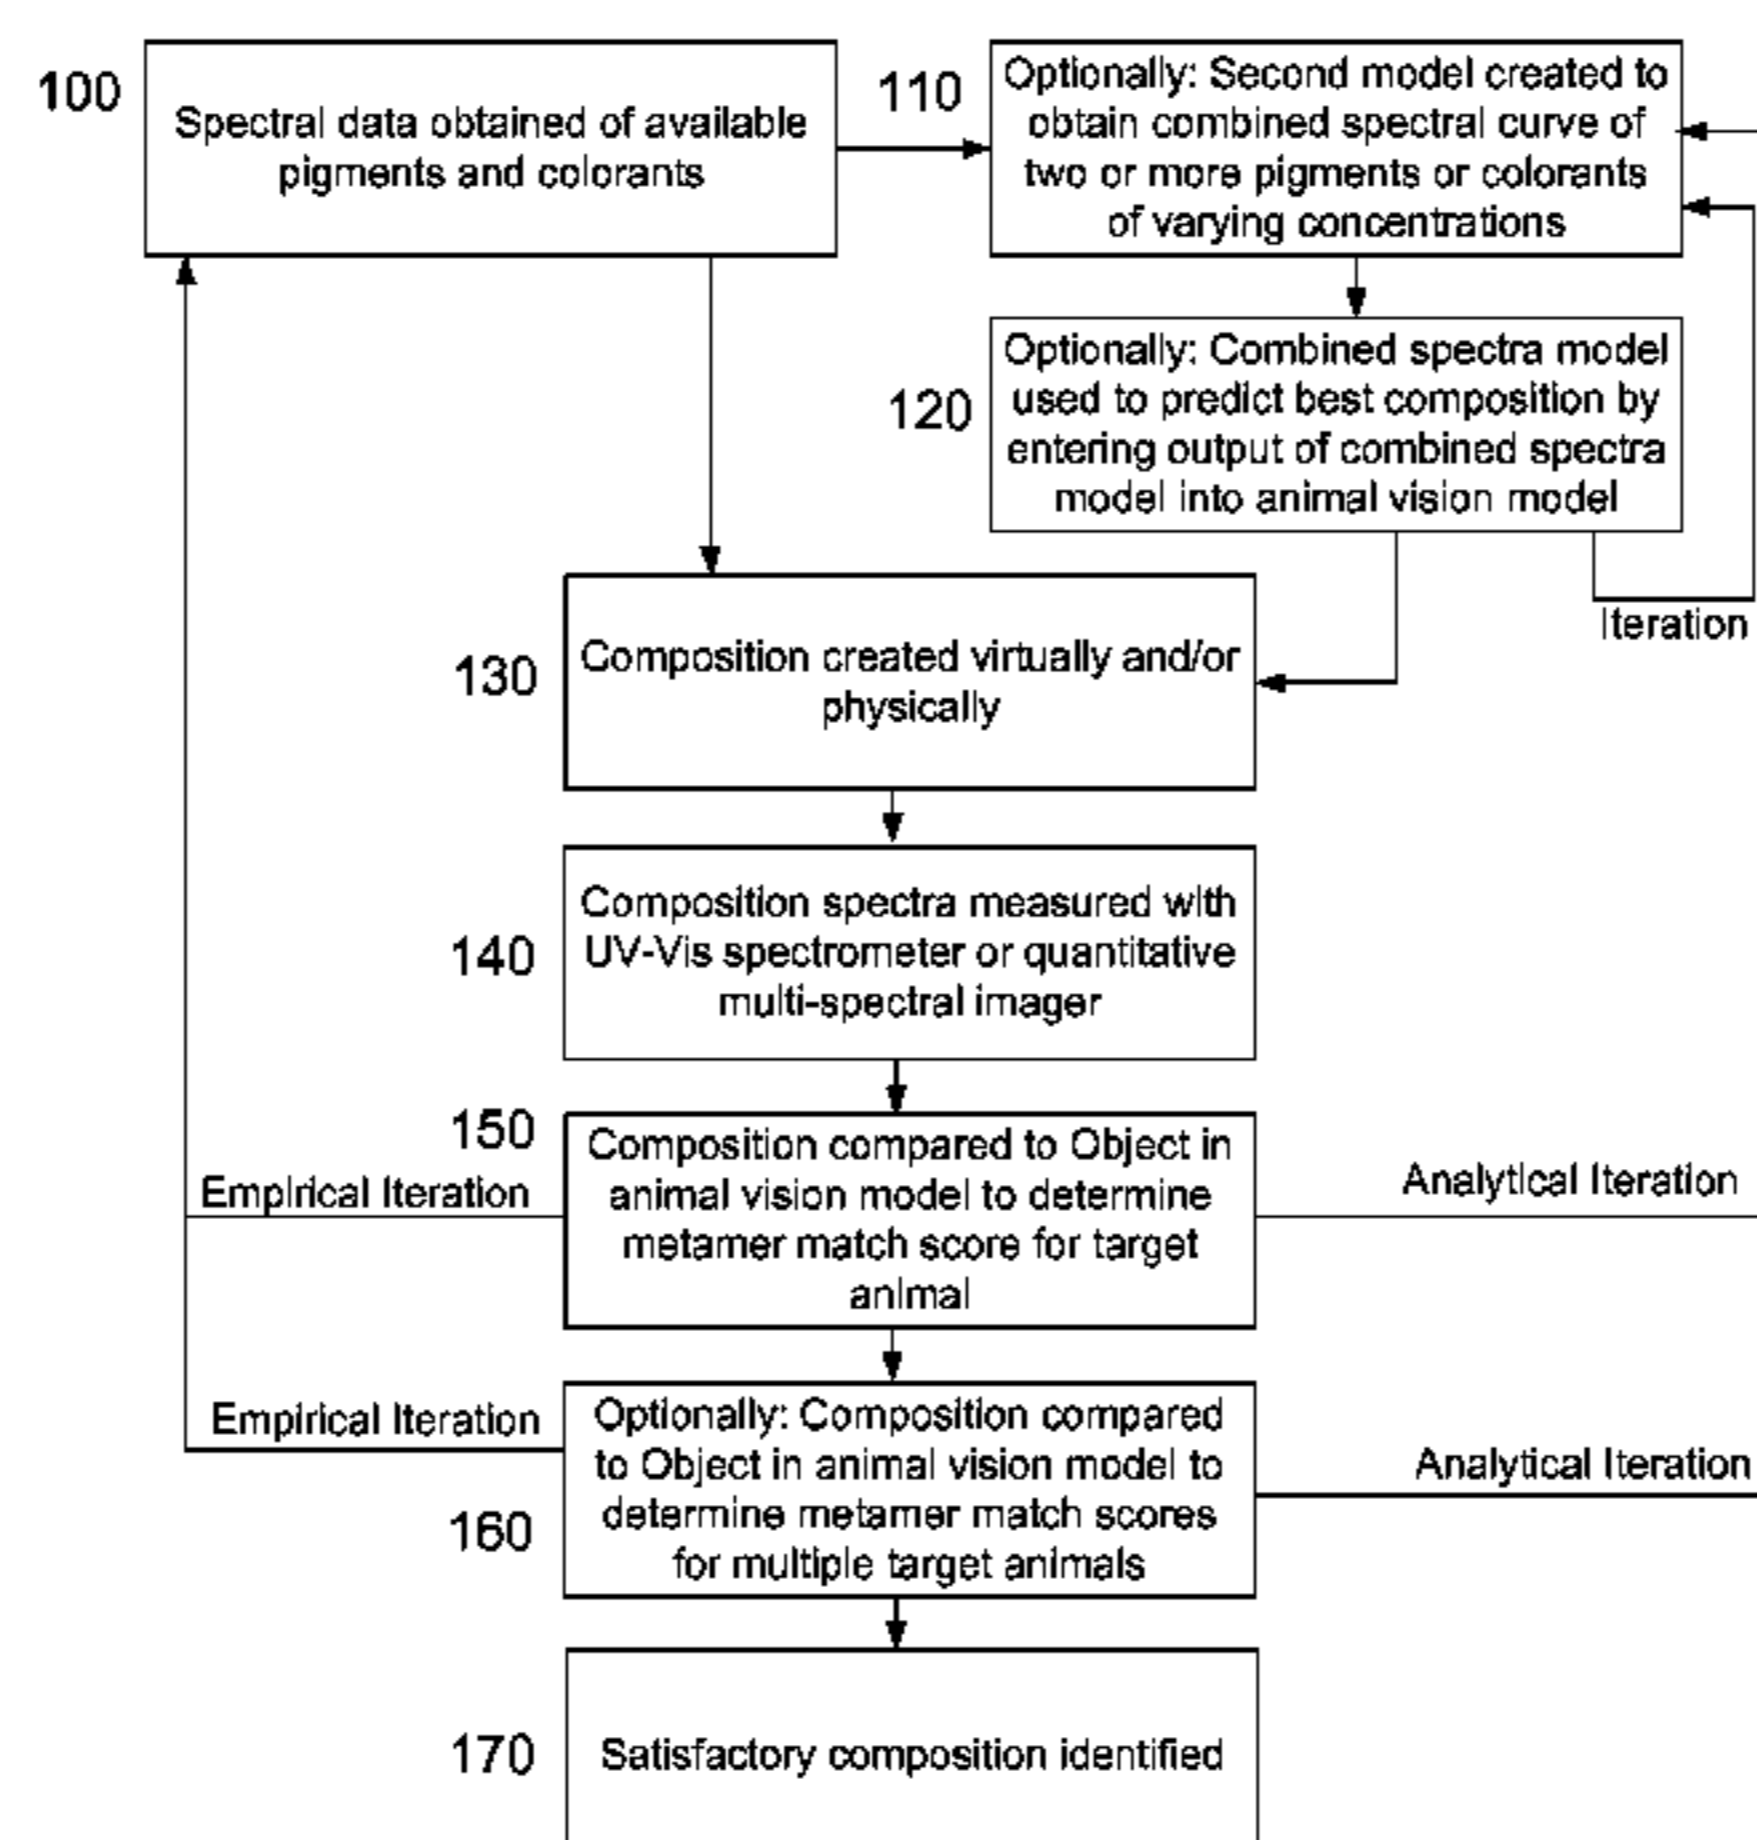 100
Spectral data obtained of available
pigments and colorants
110
Optionally: Second model created to
obtain combined spectral curve of
two or more pigments or colorants
of varying concentrations
120
Optionally: Combined spectra model
used to predict best composition by
entering output of combined spectra
model into animal vision model
Iteration
130
Composition created virtually and/or
physically
140
Composition spectra measured with
UV-Vis spectrometer or quantitative
multi-spectral imager
150
Composition compared to Object in
animal vision model to determine
metamer match score for target
animal
Empirical Iteration
Analytical Iteration
160
Optionally: Composition compared
to Object in animal vision model to
determine metamer match scores
for multiple target animals
Empirical Iteration
Analytical Iteration
170
Satisfactory composition identified